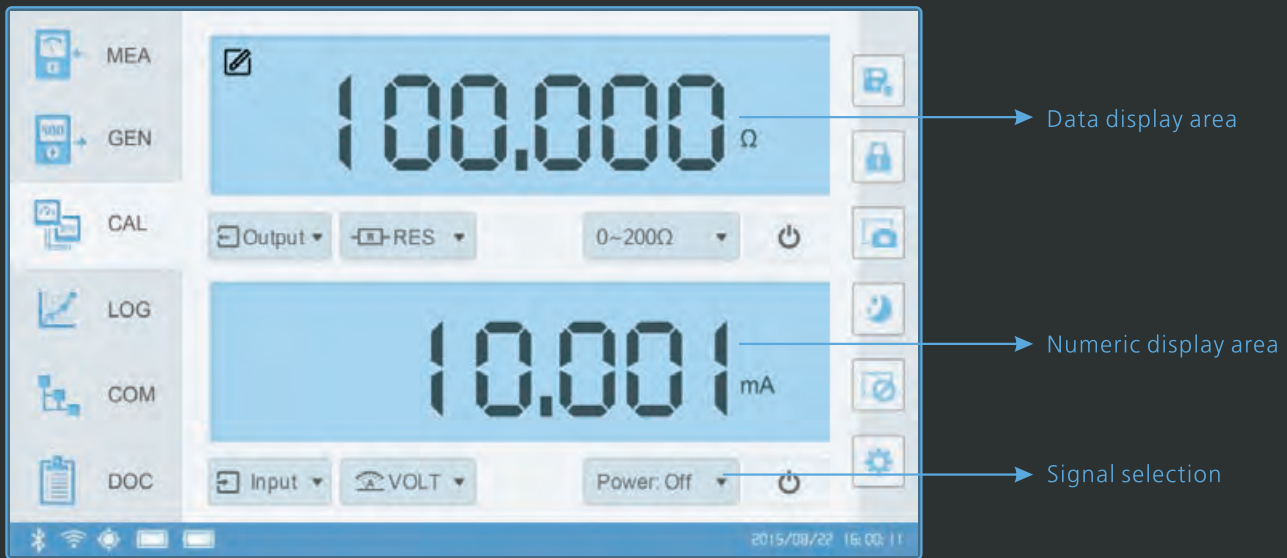 MEA
GEN
CAL
LOG
COM
DOC
100.000 Ω
Output RES 0~200Ω
10.001 mA
Input VOLT Power: Off
2015/08/22 16:00:11
Data display area
Numeric display area
Signal selection